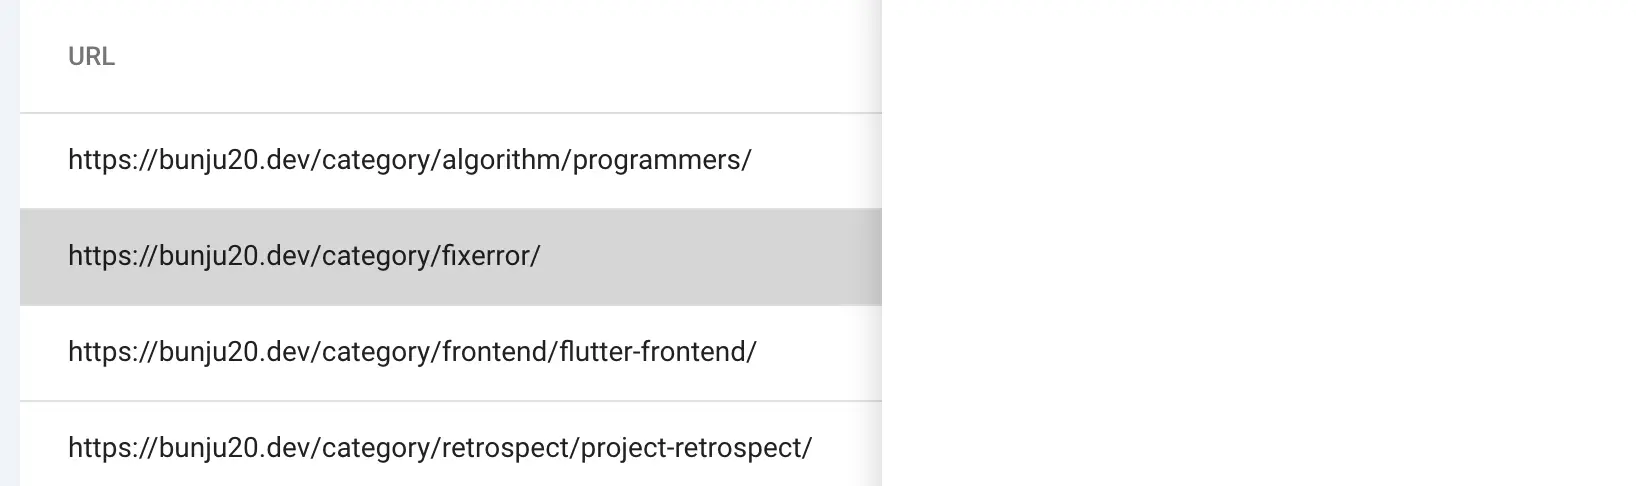 URL
https://bunju20.dev/category/algorithm/programmers/
https://bunju20.dev/category/fixerror/
https://bunju20.dev/category/frontend/flutter-frontend/
https://bunju20.dev/category/retrospect/project-retrospect/